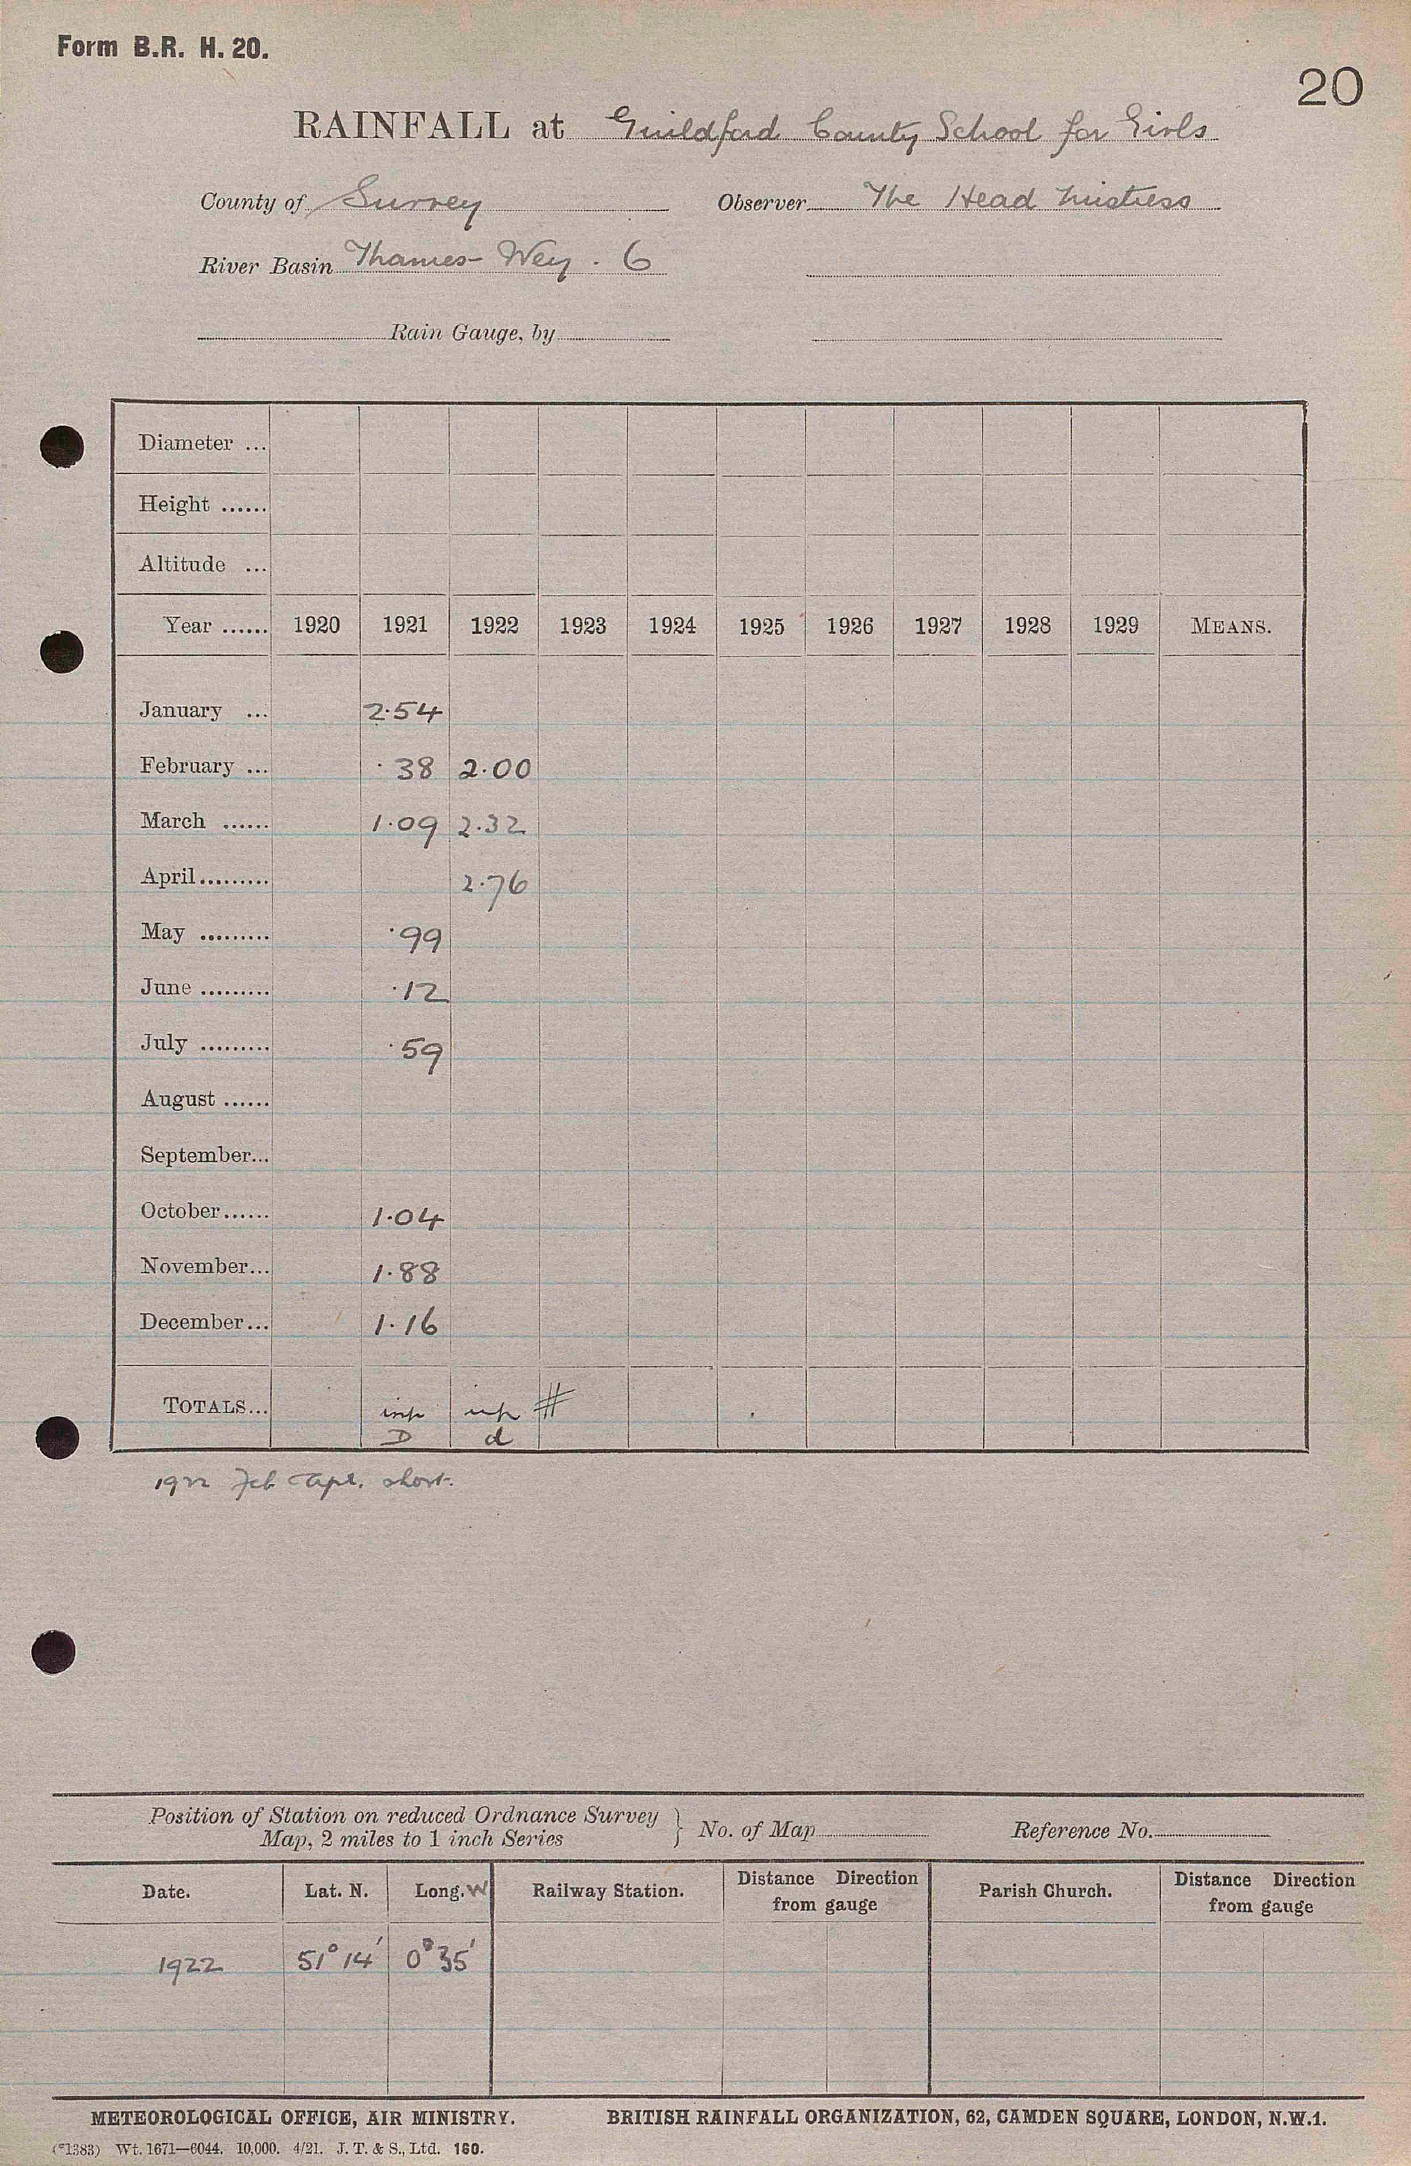 Form B.R. H. 20.
20
RAINFALL at Guildford County School for Girls
County of Surrey Observer The Head Mistress
River Basin Thames - Wey . 6
Rain Gauge, by
Diameter ...
Height ......
Altitude ...
Year ...... 1920 1921 1922 1923 1924 1925 1926 1927 1928 1929 MEANS.
January ... 2.54
February ... .38 2.00
March ...... 1.09 2.32
April......... 2.76
May ......... .99
June ......... .12
July ......... .59
August ......
September...
October...... 1.04
November... 1.88
December... 1.16
TOTALS... inp inp #
D d
1922 Feb Apl. short.
Position of Station on reduced Ordnance Survey
Map, 2 miles to 1 inch Series } No. of Map Reference No.
Date. Lat. N. Long. W Railway Station. Distance Direction from gauge Parish Church. Distance Direction from gauge
1922 51° 14' 0° 35'
METEOROLOGICAL OFFICE, AIR MINISTRY. BRITISH RAINFALL ORGANIZATION, 62, CAMDEN SQUARE, LONDON, N.W.1.
(*1383) Wt. 1671—6044. 10,000. 4/21. J. T. & S., Ltd. 160.